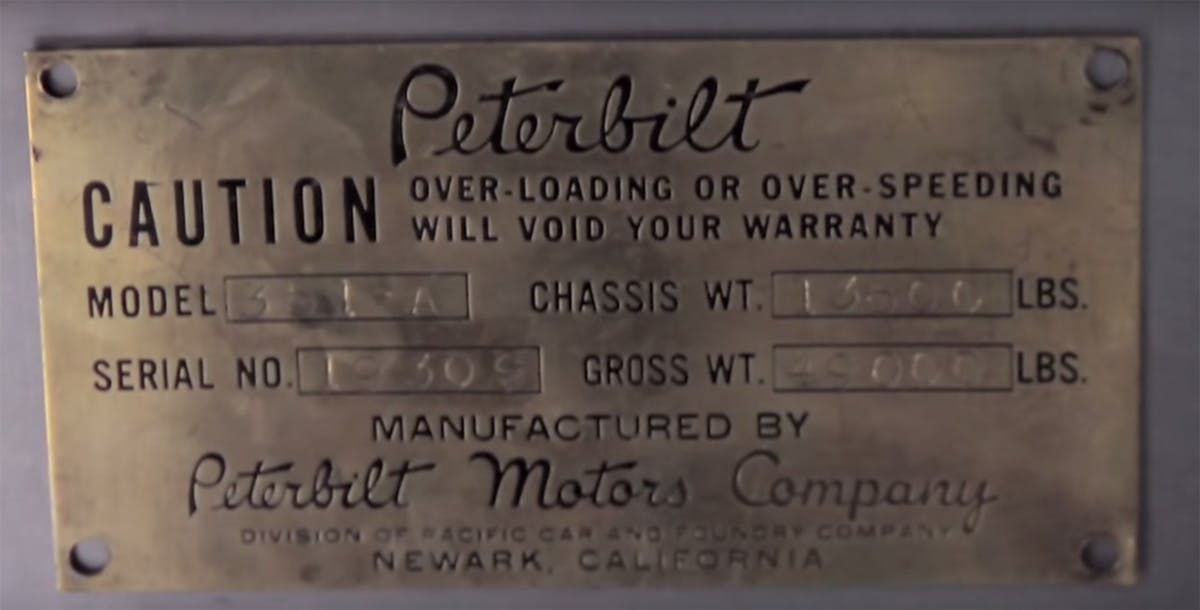 Peterbilt
CAUTION OVER-LOADING OR OVER-SPEEDING
WILL VOID YOUR WARRANTY
MODEL CHASSIS WT. LBS.
SERIAL NO. GROSS WT. LBS.
MANUFACTURED BY
Peterbilt Motors Company
DIVISION OF PACIFIC CAR AND FOUNDRY COMPANY
NEWARK, CALIFORNIA